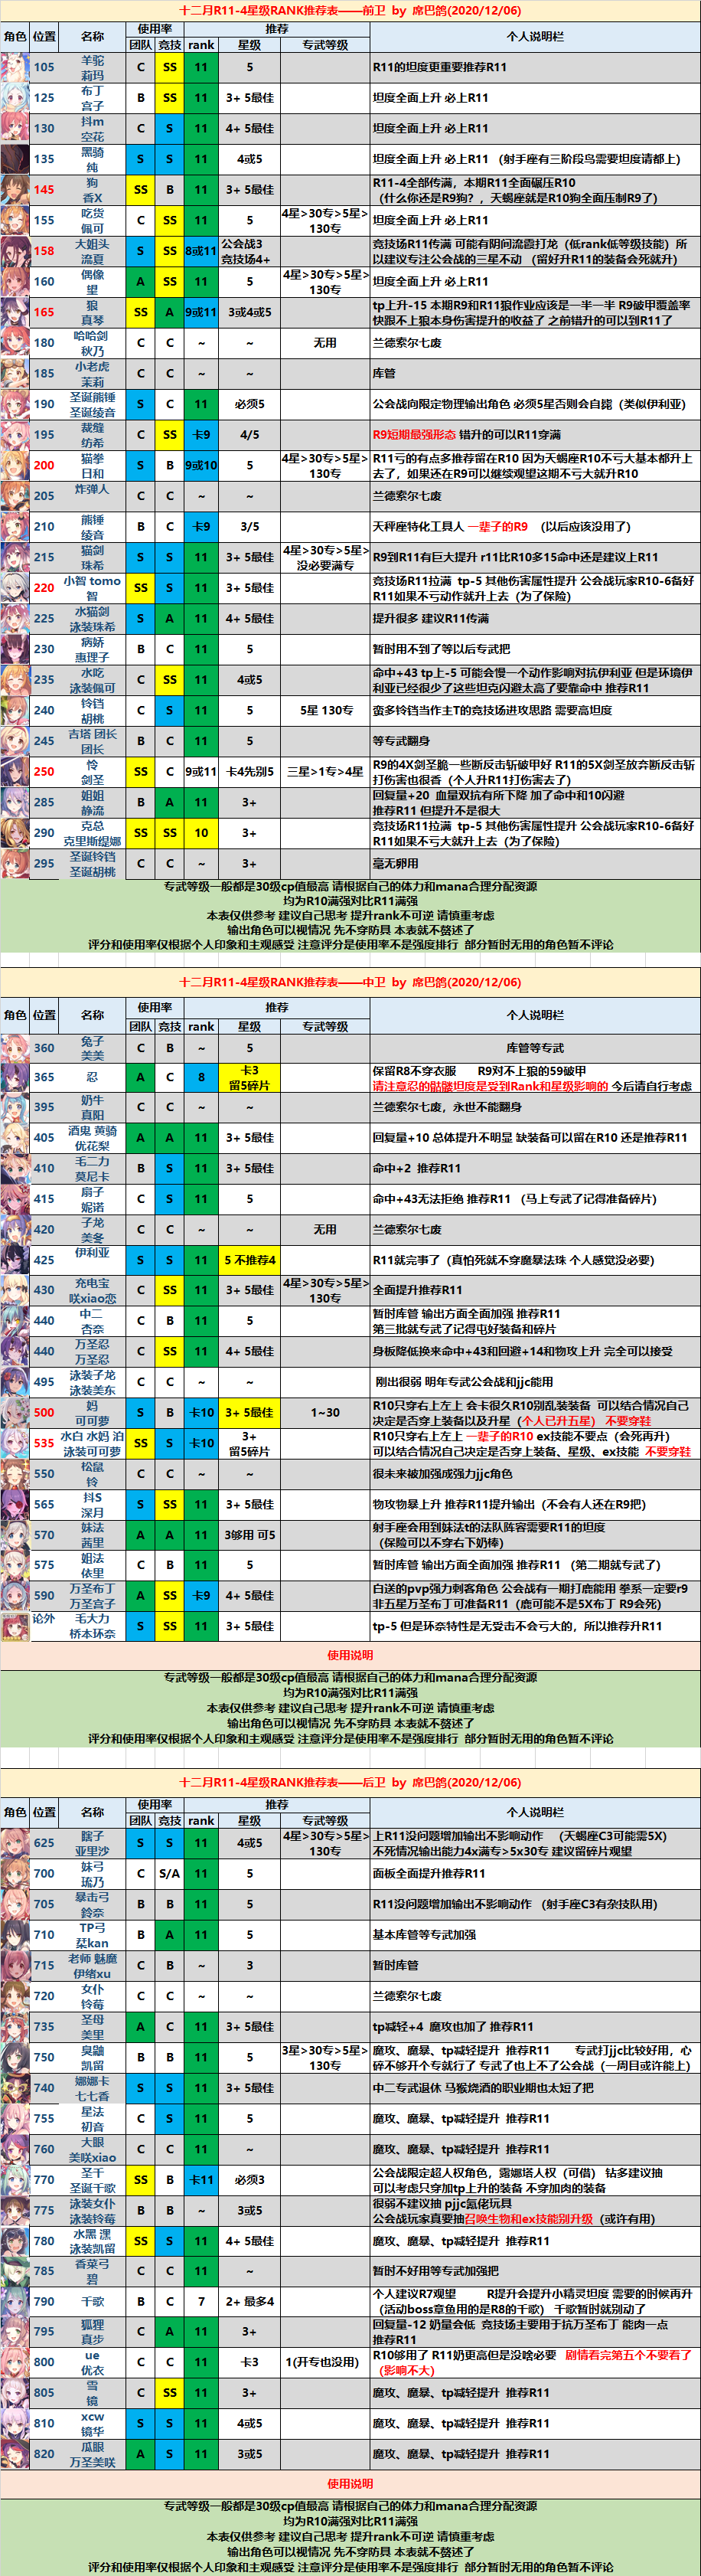 十二月R11-4星级RANK推荐表——前卫 by 席巴鸽(2020/12/06)
角色 位置 名称 使用率 推荐 个人说明栏
团队 竞技 rank 星级 专武等级
105 羊驼 莉玛 C SS 11 5 R11的坦度更重要推荐R11
125 布丁 宫子 B SS 11 3+ 5最佳 坦度全面上升 必上R11
130 抖m 空花 C S 11 4+ 5最佳 坦度全面上升 必上R11
135 黑骑 纯 S S 11 4或5 坦度全面上升 必上R11 （射手座有三阶段鸟需要坦度请都上）
145 狗 香X SS B 11 3+ 5最佳 R11-4全部传满，本期R11全面碾压R10
（什么你还是R9狗？，天蝎座就是R10狗全面压制R9了）
155 吃货 佩可 C SS 11 5 4星>30专>5星>130专 坦度全面上升 必上R11
158 大姐头 流夏 S SS 8或11 公会战3 竞技场4+ 竞技场R11传满 可能有阴间流霞打龙（低rank低等级技能）所
以建议专注公会战的三星不动 （留好升R11的装备会死就升）
160 偶像 望 A SS 11 5 4星>30专>5星>130专 坦度全面上升 必上R11
165 狼 真琴 SS A 9或11 3或4或5 tp上升-15 本期R9和R11狼作业应该是一半一半 R9破甲覆盖率
快跟不上狼本身伤害提升的收益了 之前错升的可以到R11了
180 哈哈剑 秋乃 C C ~ ~ 无用 兰德索尔七废
185 小老虎 茉莉 C C ~ ~ 库管
190 圣诞熊锤 圣诞绫音 S C 11 必须5 公会战向限定物理输出角色 必须5星否则会自毙（类似伊利亚）
195 裁缝 纺希 C SS 卡9 4/5 R9短期最强形态 错升的可以R11穿满
200 猫拳 日和 S B 9或10 5 4星>30专>5星>130专 R11亏的有点多推荐留在R10 因为天蝎座R10不亏大基本都升上
去了，如果还在R9可以继续观望这期不亏大就升R10
205 炸弹人 C C ~ ~ 兰德索尔七废
210 熊锤 绫音 B C 卡9 3/5 天秤座特化工具人 一辈子的R9 （以后应该没用了）
215 猫剑 珠希 S S 11 3+ 5最佳 4星>30专>5星>没必要满专 R9到R11有巨大提升 r11比R10多15命中还是建议上R11
220 小智 tomo 智 SS S 11 3+ 5最佳 竞技场R11拉满 tp-5 其他伤害属性提升 公会战玩家R10-6备好
R11如果不亏动就升上去（为了保险）
225 水猫剑 泳装珠希 S A 11 4+ 5最佳 提升很多 建议R11传满
230 病娇 惠理子 B C 11 5 暂时用不到了等以后专武把
235 水吃 泳装佩可 C SS 11 4或5 命中+43 tp上-5 可能会慢一个动作影响对抗伊利亚 但是环境伊
利亚已经很少了这些坦克闪避太高了要靠命中 推荐R11
240 铃铛 胡桃 C S 11 5 5星 130专 蛮多铃铛当作主T的竞技场进攻思路 需要高坦度
245 吉塔 团长 团长 B C 11 5 等专武翻身
250 怜 剑圣 SS C 9或11 卡4先别5 三星>1专>4星 R9的4X剑圣脆一些断反击斩破甲好 R11的5X剑圣放弃断反击斩
打伤害也很香（个人升R11打伤害去了）
285 姐姐 静流 B A 11 3+ 回复量+20 血量双抗有所下降 加了命中和10闪避
推荐R11 但提升不是很大
290 克总 克里斯缇娜 SS SS 10 3+ 竞技场R11拉满 tp-5 其他伤害属性提升 公会战玩家R10-6备好
R11如果不亏大就升上去（为了保险）
295 圣诞铃铛 圣诞胡桃 C C ~ 3+ 毫无卵用
专武等级一般都是30级cp值最高 请根据自己的体力和mana合理分配资源
均为R10满强对比R11满强
本表仅供参考 建议自己思考 提升rank不可逆 请慎重考虑
输出角色可以视情况 先不穿防具 本表就不赘述了
评分和使用率仅根据个人印象和主观感受 注意评分是使用率不是强度排行 部分暂时无用的角色暂不评论
十二月R11-4星级RANK推荐表——中卫 by 席巴鸽(2020/12/06)
角色 位置 名称 使用率 推荐 个人说明栏
团队 竞技 rank 星级 专武等级
360 兔子 美美 C B ~ 5 库管等专武
365 忍 A C 8 卡3 留5碎片 保留R8不穿衣服 R9对不上狼的59破甲
请注意忍的骷髅坦度是受到Rank和星级影响的 今后请自行考虑
395 奶牛 真阳 C C ~ ~ 兰德索尔七废，永世不能翻身
405 酒鬼 黄骑 优花梨 A A 11 3+ 5最佳 回复量+10 总体提升不明显 缺装备可以留在R10 还是推荐R11
410 毛二力 莫尼卡 B S 11 3+ 5最佳 命中+2 推荐R11
415 扇子 妮诺 C S 11 5 命中+43无法拒绝 推荐R11 （马上专武了记得准备碎片）
420 子龙 美冬 C C ~ ~ 无用 兰德索尔七废
425 伊利亚 S S 11 5 不推荐4 R11就完事了（真怕死就不穿魔暴法珠 个人感觉没必要）
430 充电宝 咲xiao恋 C SS 11 3+ 5最佳 4星>30专>5星>130专 全面提升推荐R11
440 中二 杏奈 C B 11 5 暂时库管 输出方面全面加强 推荐R11
第三批就专武了记得屯好装备和碎片
440 万圣忍 万圣忍 C SS 11 4+ 5最佳 身板降低换来命中+43和回避+14和物攻上升 完全可以接受
495 泳装子龙 泳装美东 C C ~ ~ 刚出很弱 明年专武公会战和jjc能用
500 妈 可可萝 S B 卡10 3+ 5最佳 1~30 R10只穿右上左上 会卡很久R10别乱装装备 可以结合情况自己
决定是否穿上装备以及升星（个人已升五星） 不要穿鞋
535 水白 水妈 泊 泳装可可萝 SS S 卡10 3+ 留5碎片 R10只穿右上左上 一辈子的R10 ex技能不要点（会死再升）
可以结合情况自己决定是否穿上装备、星级、ex技能 不要穿鞋
550 松鼠 铃 C C ~ ~ 很未来被加强成强力jjc角色
565 抖S 深月 S SS 11 3+ 5最佳 物攻物暴上升 推荐R11提升输出（不会有人还在R9把）
570 妹法 茜里 A A 11 3够用 可5 射手座会用到妹法t的法队阵容需要R11的坦度
（保险可以不穿右下奶棒）
575 姐法 依里 C B 11 5 暂时库管 输出方面全面加强 推荐R11 （第二期就专武了）
590 万圣布丁 万圣宫子 A SS 卡9 4+ 5最佳 白送的pvp强力刺客角色 公会战有一期打鹿能用 拳系一定要r9
非五星万圣布丁可准备R11（鹿可能不是5X布丁 R9会死）
论外 毛大力 桥本环奈 S SS 11 3+ 5最佳 tp-5 但是环奈特性是无受击不会亏大的，所以推荐升R11
使用说明
专武等级一般都是30级cp值最高 请根据自己的体力和mana合理分配资源
均为R10满强对比R11满强
本表仅供参考 建议自己思考 提升rank不可逆 请慎重考虑
输出角色可以视情况 先不穿防具 本表就不赘述了
评分和使用率仅根据个人印象和主观感受 注意评分是使用率不是强度排行 部分暂时无用的角色暂不评论
十二月R11-4星级RANK推荐表——后卫 by 席巴鸽(2020/12/06)
角色 位置 名称 使用率 推荐 个人说明栏
团队 竞技 rank 星级 专武等级
625 瞎子 亚里沙 S S 11 4或5 4星>30专>5星>130专 上R11没问题增加输出不影响动作 （天蝎座C3可能需5X）
不死情况输出能力4x满专>5x30专 建议留碎片观望
700 妹弓 琉乃 C S/A 11 5 面板全面提升推荐R11
705 暴击弓 鈴奈 B B 11 5 R11没问题增加输出不影响动作 （射手座C3有杂技队用）
710 TP弓 栞kan B A 11 5 基本库管等专武加强
715 老师 魅魔 伊绪xu C B ~ 3 暂时库管
720 女仆 铃莓 C C ~ ~ 兰德索尔七废
735 圣母 美里 A C 11 3+ 5最佳 tp减轻+4 魔攻也加了 推荐R11
750 臭鼬 凯留 B B 11 5 3星>30专>5星>130专 魔攻、魔暴、tp减轻提升 推荐R11 专武打jjc比较好用，心
碎不够开个专就行了 专武了也上不了公会战（一周目或许能上）
740 娜娜卡 七七香 S S 11 3+ 5最佳 中二专武退休 马猴烧酒的职业期也太短了把
755 星法 初音 C S 11 5 魔攻、魔暴、tp减轻提升 推荐R11
760 大眼 美咲xiao C C 11 ~ 魔攻、魔暴、tp减轻提升 推荐R11
770 圣千 圣诞千歌 SS B 卡11 必须3 公会战限定超人权角色，露娜塔人权（可借） 钻多建议抽
可以考虑只穿加tp上升的装备 不穿加肉的装备
775 泳装女仆 泳装铃莓 B B ~ 3或5 很弱不建议抽 pjjc氪佬玩具
公会战玩家真要抽召唤生物和ex技能别升级（或许有用）
780 水黑 漂 泳装凯留 SS S 11 4+ 5最佳 魔攻、魔暴、tp减轻提升 推荐R11
785 香菜弓 碧 C C 11 ~ 暂时不好用等专武加强把
790 千歌 B C 7 2+ 最多4 个人建议R7观望 R提升会提升小精灵坦度 需要的时候再升
（活动boss章鱼用的是R8的千歌） 千歌暂时就别动了
795 狐狸 真步 C A 11 3+ 回复量-12 奶量会低 竞技场主要用于抗万圣布丁 能肉一点
推荐R11
800 ue 优衣 C C 11 卡3 1(开专也没用) R10够用了 R11奶更高但是没啥必要 剧情看完第五个不要看了
（影响不大）
805 雪 镜 C SS 11 3+ 魔攻、魔暴、tp减轻提升 推荐R11
810 xcw 镜华 S S 11 4或5 魔攻、魔暴、tp减轻提升 推荐R11
820 瓜眼 万圣美咲 A S 11 3或5 魔攻、魔暴、tp减轻提升 推荐R11
使用说明
专武等级一般都是30级cp值最高 请根据自己的体力和mana合理分配资源
均为R10满强对比R11满强
本表仅供参考 建议自己思考 提升rank不可逆 请慎重考虑
输出角色可以视情况 先不穿防具 本表就不赘述了
评分和使用率仅根据个人印象和主观感受 注意评分是使用率不是强度排行 部分暂时无用的角色暂不评论